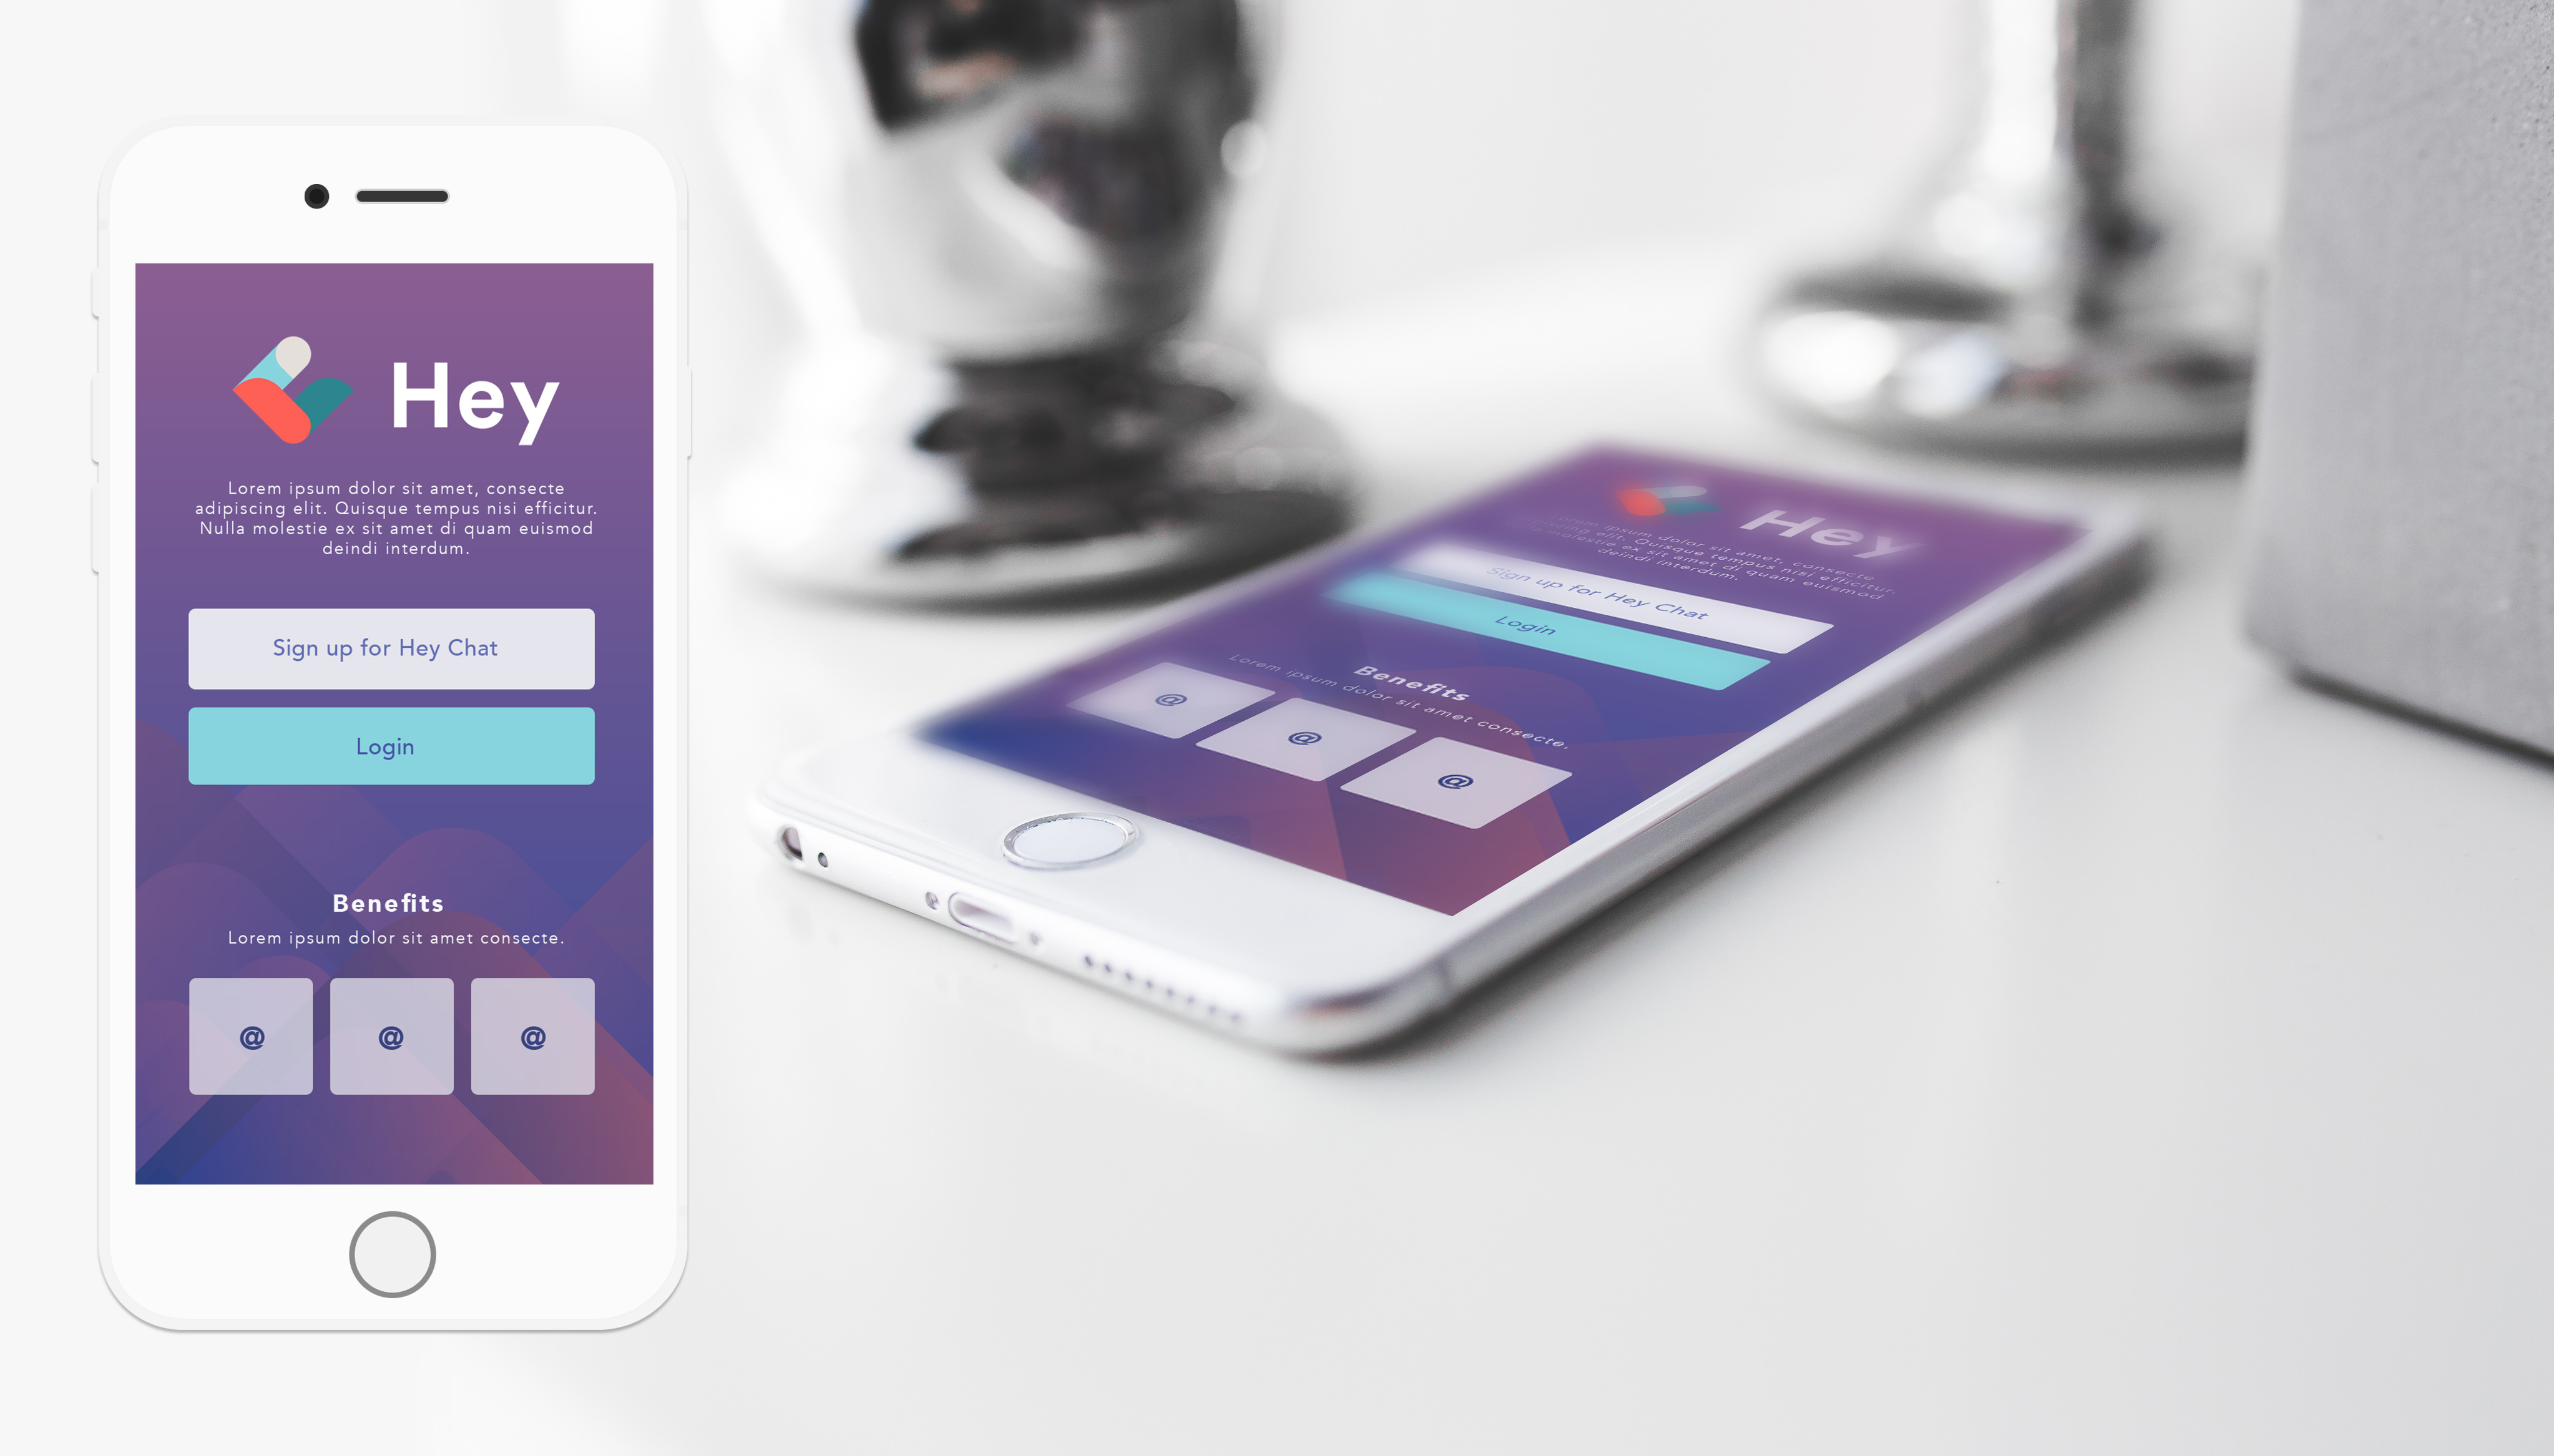 Hey
Lorem ipsum dolor sit amet, consecte
adipiscing elit. Quisque tempus nisi efficitur.
Nulla molestie ex sit amet di quam euismod
deindi interdum.
Sign up for Hey Chat
Login
Benefits
Lorem ipsum dolor sit amet consecte.
@ @ @
Hey
Lorem ipsum dolor sit amet, consecte
adipiscing elit. Quisque tempus nisi efficitur.
molestie ex sit amet di quam euismod
deindi interdum.
Sign up for Hey Chat
Login
Benefits
Lorem ipsum dolor sit amet consecte.
@ @ @